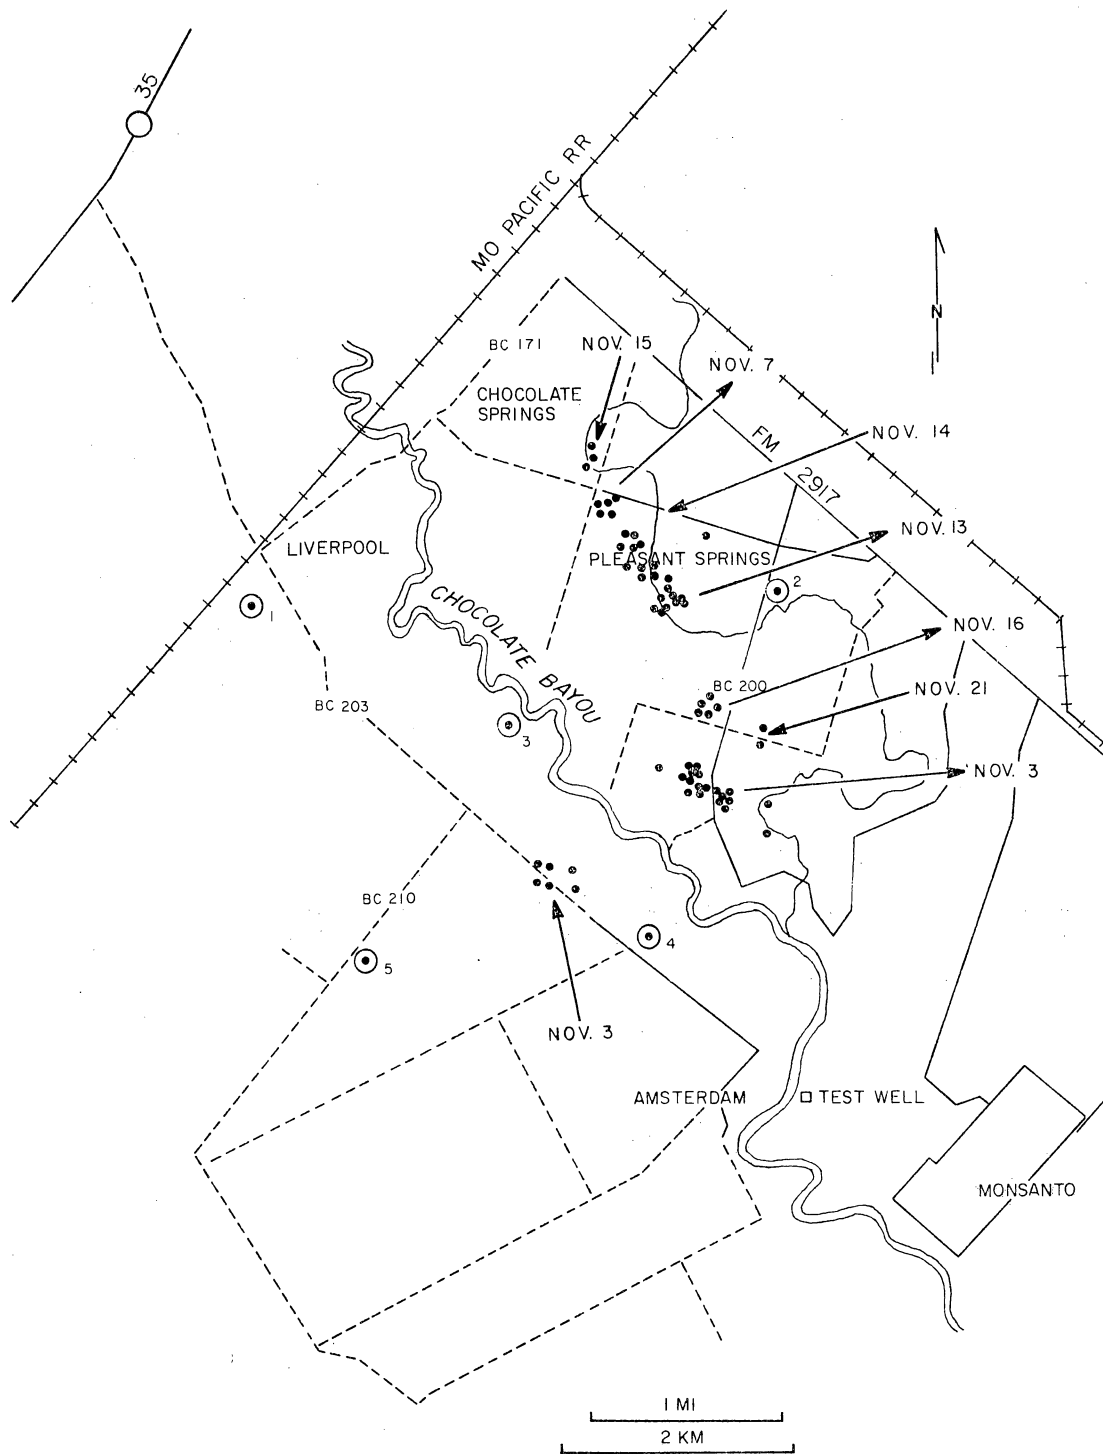 35
MO PACIFIC RR
N
BC 171
NOV. 15
NOV. 7
CHOCOLATE
SPRINGS
NOV. 14
FM 2917
NOV. 13
LIVERPOOL
PLEASANT SPRINGS
2
1
CHOCOLATE BAYOU
NOV. 16
BC 200
NOV. 21
BC 203
3
NOV. 3
BC 210
4
5
NOV. 3
AMSTERDAM
TEST WELL
MONSANTO
1 MI
2 KM